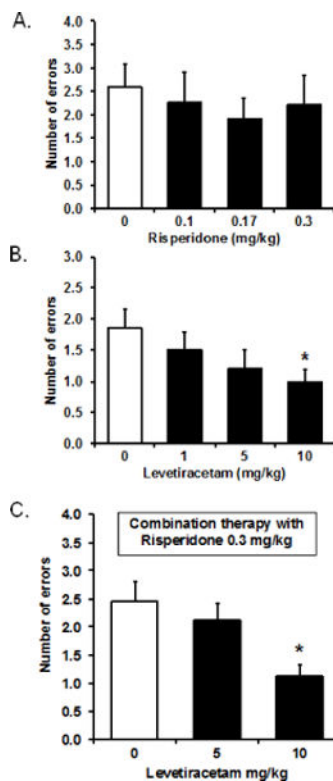 A.
4.0
3.5
3.0
2.5
2.0
1.5
1.0
0.5
0.0
Number of errors
0 0.1 0.17 0.3
Risperidone (mg/kg)
B.
2.0
1.5
1.0
0.5
0.0
Number of errors
*
0 1 5 10
Levetiracetam (mg/kg)
C.
Combination therapy with
Risperidone 0.3 mg/kg
4.0
3.5
3.0
2.5
2.0
1.5
1.0
0.5
0.0
Number of errors
*
0 5 10
Levetiracetam mg/kg)